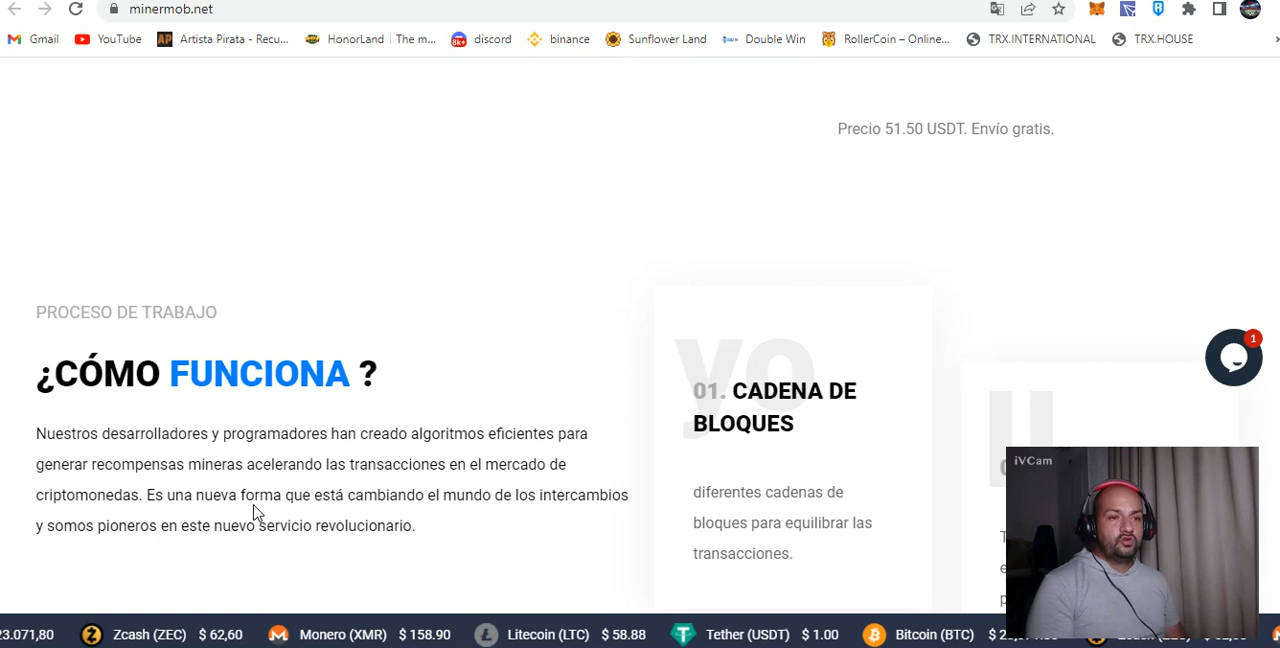 minermob.net
Gmail
YouTube
Artista Pirata - Recu...
HonorLand | The m...
8k+
discord
binance
Sunflower Land
Double Win
RollerCoin – Online...
TRX.INTERNATIONAL
TRX.HOUSE
Precio 51.50 USDT. Envío gratis.
PROCESO DE TRABAJO
¿CÓMO FUNCIONA ?
Nuestros desarrolladores y programadores han creado algoritmos eficientes para
generar recompensas mineras acelerando las transacciones en el mercado de
criptomonedas. Es una nueva forma que está cambiando el mundo de los intercambios
y somos pioneros en este nuevo servicio revolucionario.
yo
01. CADENA DE
BLOQUES
diferentes cadenas de
bloques para equilibrar las
transacciones.
1
iVCam
23.071,80
Zcash (ZEC) $ 62,60
Monero (XMR) $ 158.90
Litecoin (LTC) $ 58.88
Tether (USDT) $ 1.00
Bitcoin (BTC)